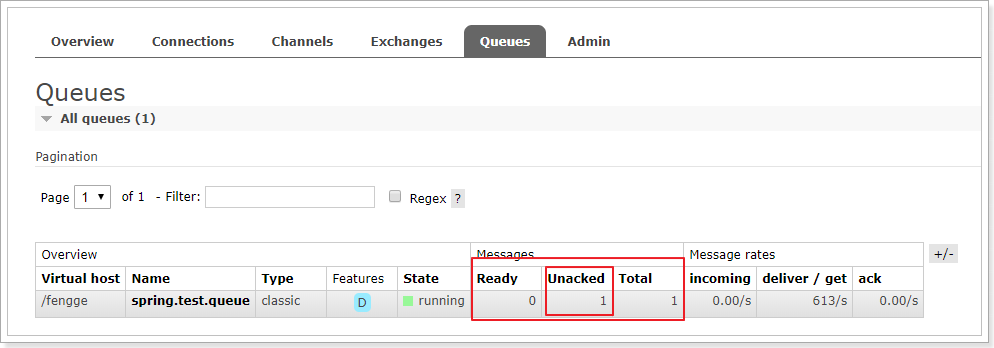 Overview Connections Channels Exchanges Queues Admin
Queues
All queues (1)
Pagination
Page 1 of 1 - Filter: Regex ?
Overview Messages Message rates +/-
Virtual host Name Type Features State Ready Unacked Total incoming deliver / get ack
/fengge spring.test.queue classic D running 0 1 1 0.00/s 613/s 0.00/s